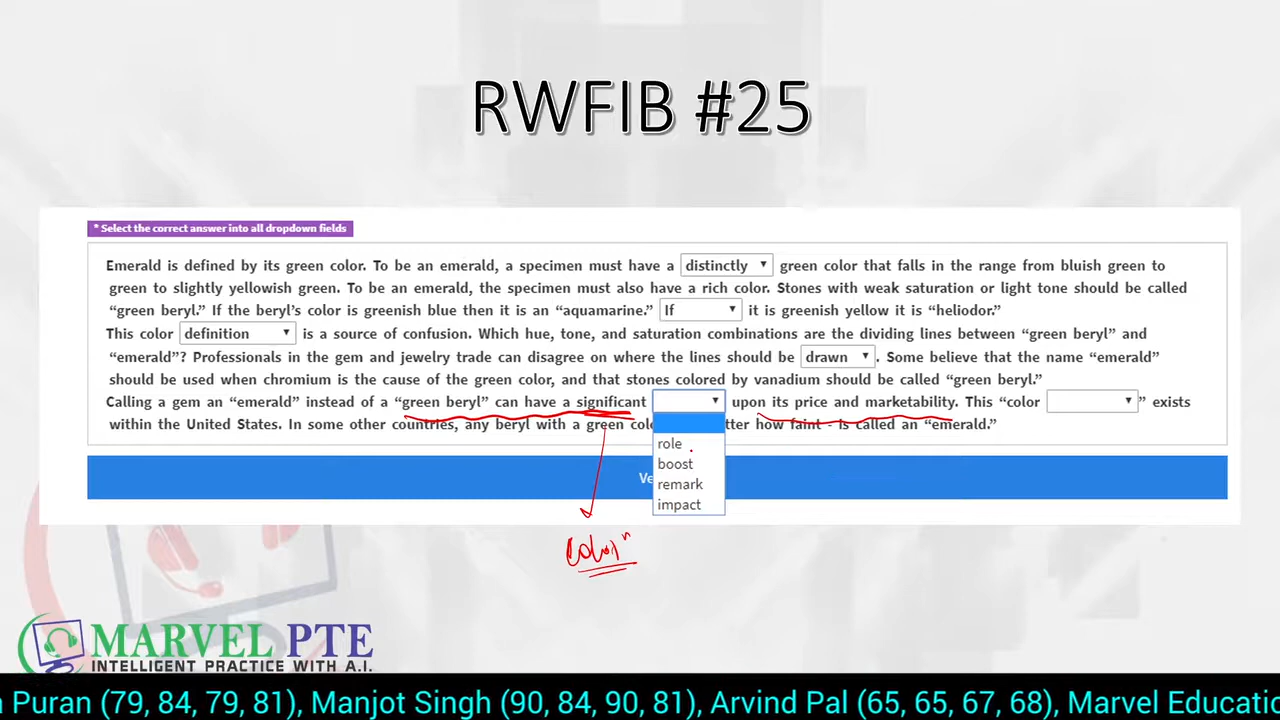 RWFIB #25
* Select the correct answer into all dropdown fields
Emerald is defined by its green color. To be an emerald, a specimen must have a distinctly green color that falls in the range from bluish green to
green to slightly yellowish green. To be an emerald, the specimen must also have a rich color. Stones with weak saturation or light tone should be called
“green beryl.” If the beryl’s color is greenish blue then it is an “aquamarine.” If it is greenish yellow it is “heliodor.”
This color definition is a source of confusion. Which hue, tone, and saturation combinations are the dividing lines between “green beryl” and
“emerald”? Professionals in the gem and jewelry trade can disagree on where the lines should be drawn . Some believe that the name “emerald”
should be used when chromium is the cause of the green color, and that stones colored by vanadium should be called “green beryl.”
Calling a gem an “emerald” instead of a “green beryl” can have a significant upon its price and marketability. This “color ” exists
within the United States. In some other countries, any beryl with a green how faint - is called an “emerald.”
role
boost
remark
impact
MARVEL PTE
INTELLIGENT PRACTICE WITH A.I.
Puran (79, 84, 79, 81), Manjot Singh (90, 84, 90, 81), Arvind Pal (65, 65, 67, 68), Marvel